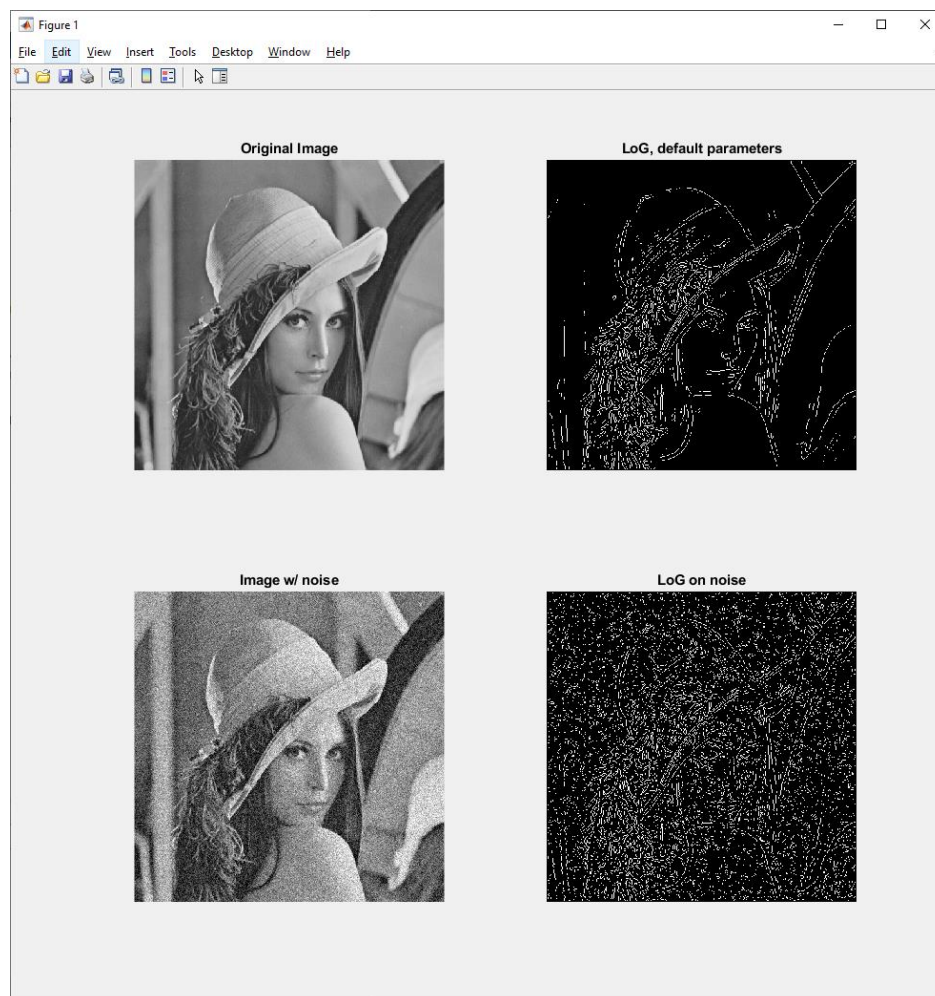 Figure 1
File Edit View Insert Tools Desktop Window Help
Original Image
LoG, default parameters
Image w/ noise
LoG on noise